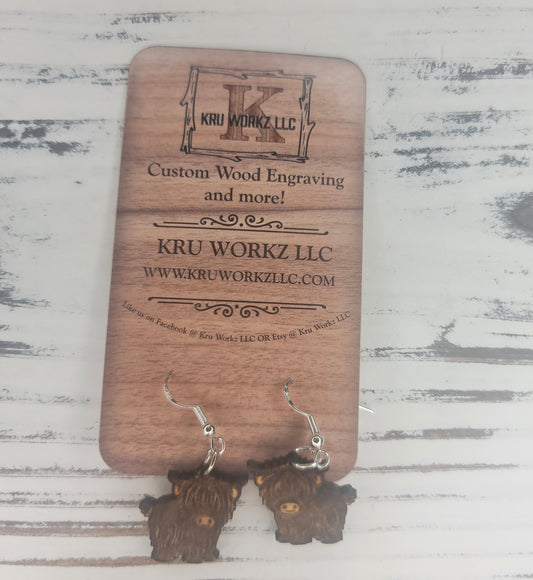 K
KRU WORKZ LLC
Custom Wood Engraving
and more!
KRU WORKZ LLC
WWW.KRUWORKZLLC.COM
Like us on Facebook @ Kru Workz LLC OR Etsy @ Kru Workz LLC